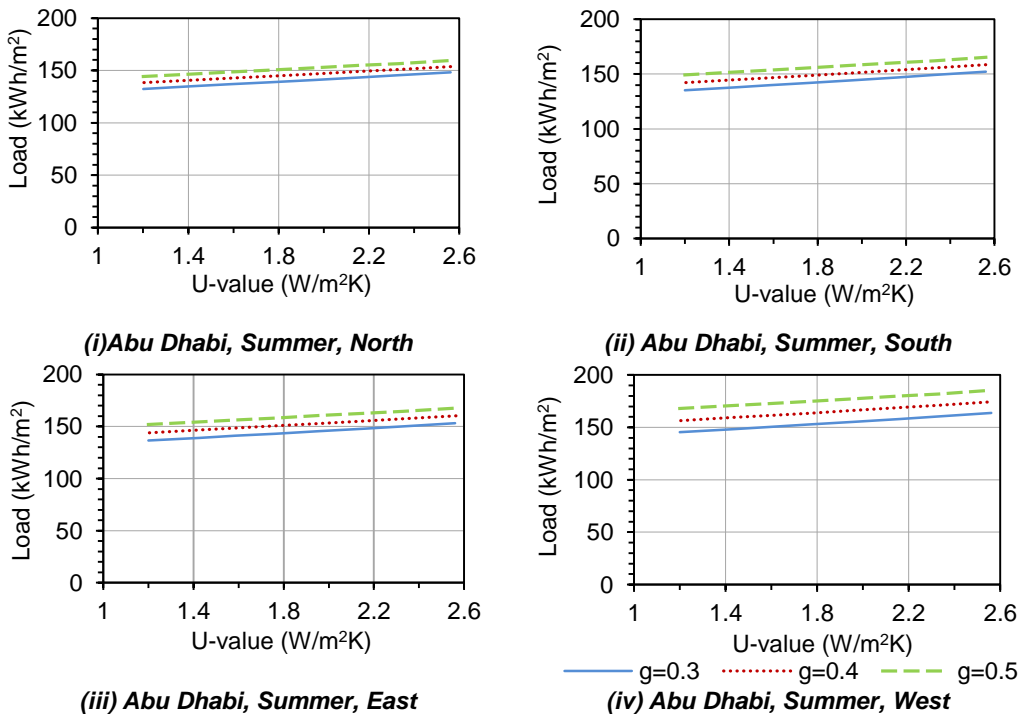 200
150
100
50
0
Load (kWh/m²)
1 1.4 1.8 2.2 2.6
U-value (W/m²K)
(i)Abu Dhabi, Summer, North
200
150
100
50
0
Load (kWh/m²)
1 1.4 1.8 2.2 2.6
U-value (W/m²K)
(ii) Abu Dhabi, Summer, South
200
150
100
50
0
Load (kWh/m²)
1 1.4 1.8 2.2 2.6
U-value (W/m²K)
(iii) Abu Dhabi, Summer, East
200
150
100
50
0
Load (kWh/m²)
1 1.4 1.8 2.2 2.6
U-value (W/m²K)
g=0.3 g=0.4 g=0.5
(iv) Abu Dhabi, Summer, West